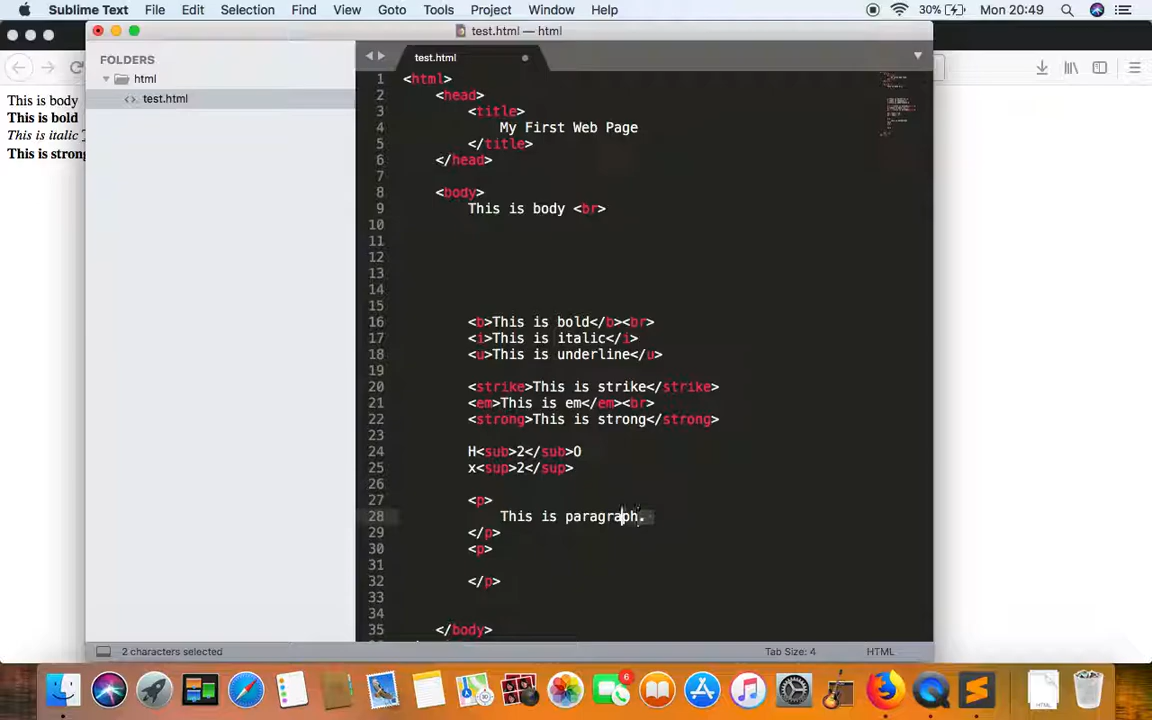 Sublime Text File Edit Selection Find View Goto Tools Project Window Help 30% Mon 20:49
test.html — html
FOLDERS
html
test.html
test.html
This is body
This is bold
This is italic
This is strong
1 <html>
2 <head>
3 <title>
4 My First Web Page
5 </title>
6 </head>
7
8 <body>
9 This is body <br>
10
11
12
13
14
15
16 <b>This is bold</b><br>
17 <i>This is italic</i>
18 <u>This is underline</u>
19
20 <strike>This is strike</strike>
21 <em>This is em</em><br>
22 <strong>This is strong</strong>
23
24 H<sub>2</sub>O
25 x<sup>2</sup>
26
27 <p>
28 This is paragraph.
29 </p>
30 <p>
31
32 </p>
33
34
35 </body>
2 characters selected Tab Size: 4 HTML
6
HTML